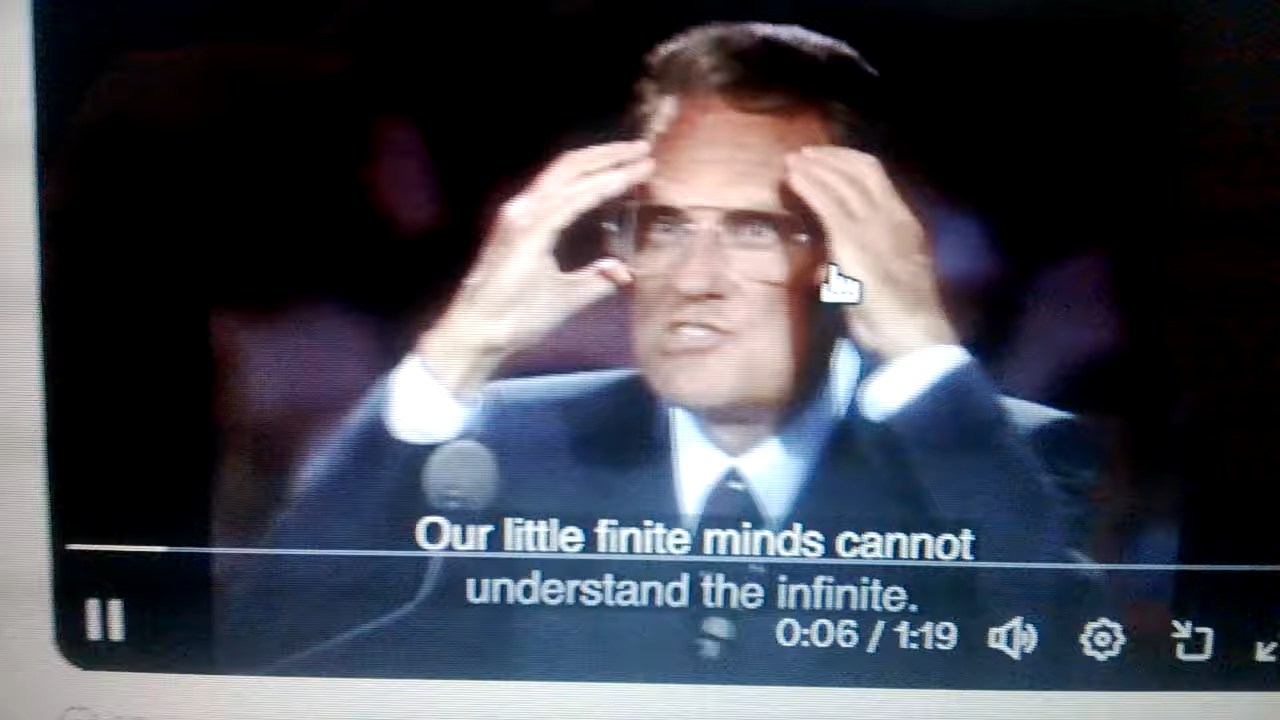 Our little finite minds cannot
understand the infinite.
0:06 / 1:19